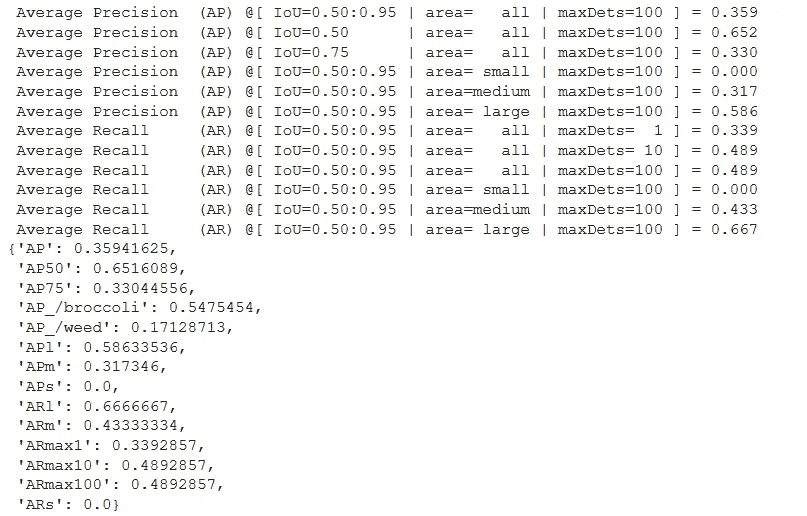 Average Precision  (AP) @[ IoU=0.50:0.95 | area=   all | maxDets=100 ] = 0.359
Average Precision  (AP) @[ IoU=0.50      | area=   all | maxDets=100 ] = 0.652
Average Precision  (AP) @[ IoU=0.75      | area=   all | maxDets=100 ] = 0.330
Average Precision  (AP) @[ IoU=0.50:0.95 | area= small | maxDets=100 ] = 0.000
Average Precision  (AP) @[ IoU=0.50:0.95 | area=medium | maxDets=100 ] = 0.317
Average Precision  (AP) @[ IoU=0.50:0.95 | area= large | maxDets=100 ] = 0.586
Average Recall     (AR) @[ IoU=0.50:0.95 | area=   all | maxDets=  1 ] = 0.339
Average Recall     (AR) @[ IoU=0.50:0.95 | area=   all | maxDets= 10 ] = 0.489
Average Recall     (AR) @[ IoU=0.50:0.95 | area=   all | maxDets=100 ] = 0.489
Average Recall     (AR) @[ IoU=0.50:0.95 | area= small | maxDets=100 ] = 0.000
Average Recall     (AR) @[ IoU=0.50:0.95 | area=medium | maxDets=100 ] = 0.433
Average Recall     (AR) @[ IoU=0.50:0.95 | area= large | maxDets=100 ] = 0.667
{'AP': 0.35941625,
'AP50': 0.6516089,
'AP75': 0.33044556,
'AP_/broccoli': 0.5475454,
'AP_/weed': 0.17128713,
'APl': 0.58633536,
'APm': 0.317346,
'APs': 0.0,
'ARl': 0.6666667,
'ARm': 0.43333334,
'ARmax1': 0.3392857,
'ARmax10': 0.4892857,
'ARmax100': 0.4892857,
'ARs': 0.0}